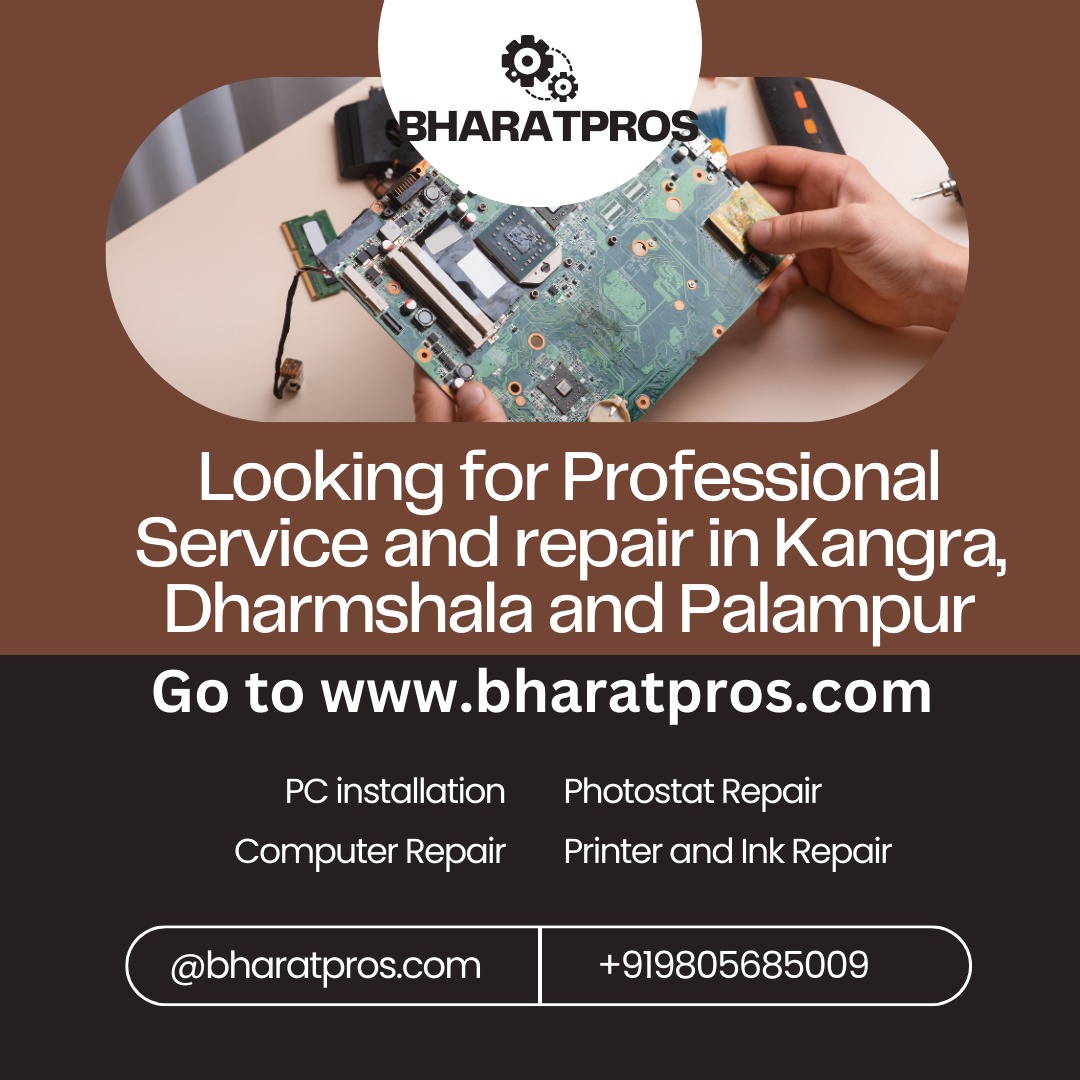 BHARATPROS
Looking for Professional
Service and repair in Kangra,
Dharmshala and Palampur
Go to www.bharatpros.com
PC installation
Photostat Repair
Computer Repair
Printer and Ink Repair
@bharatpros.com
+919805685009